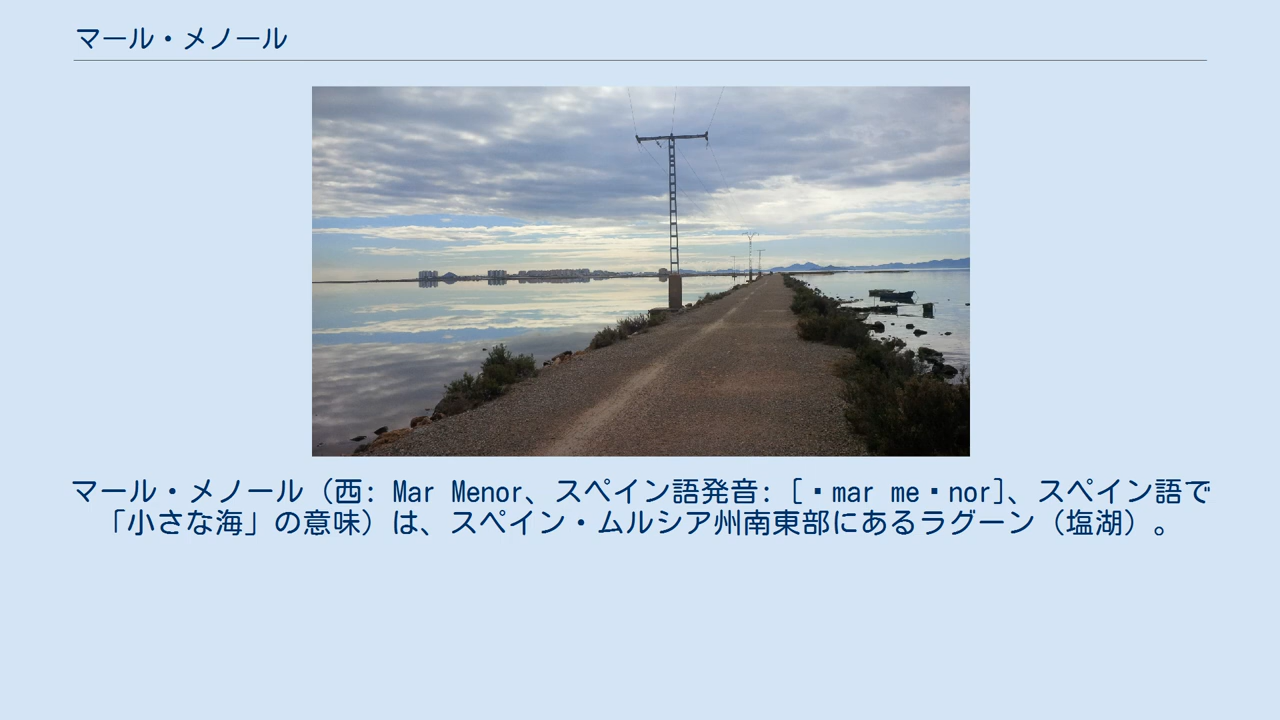 マール・メノール
マール・メノール（西: Mar Menor、スペイン語発音: [▪mar me▪nor]、スペイン語で
「小さな海」の意味）は、スペイン・ムルシア州南東部にあるラグーン（塩湖）。